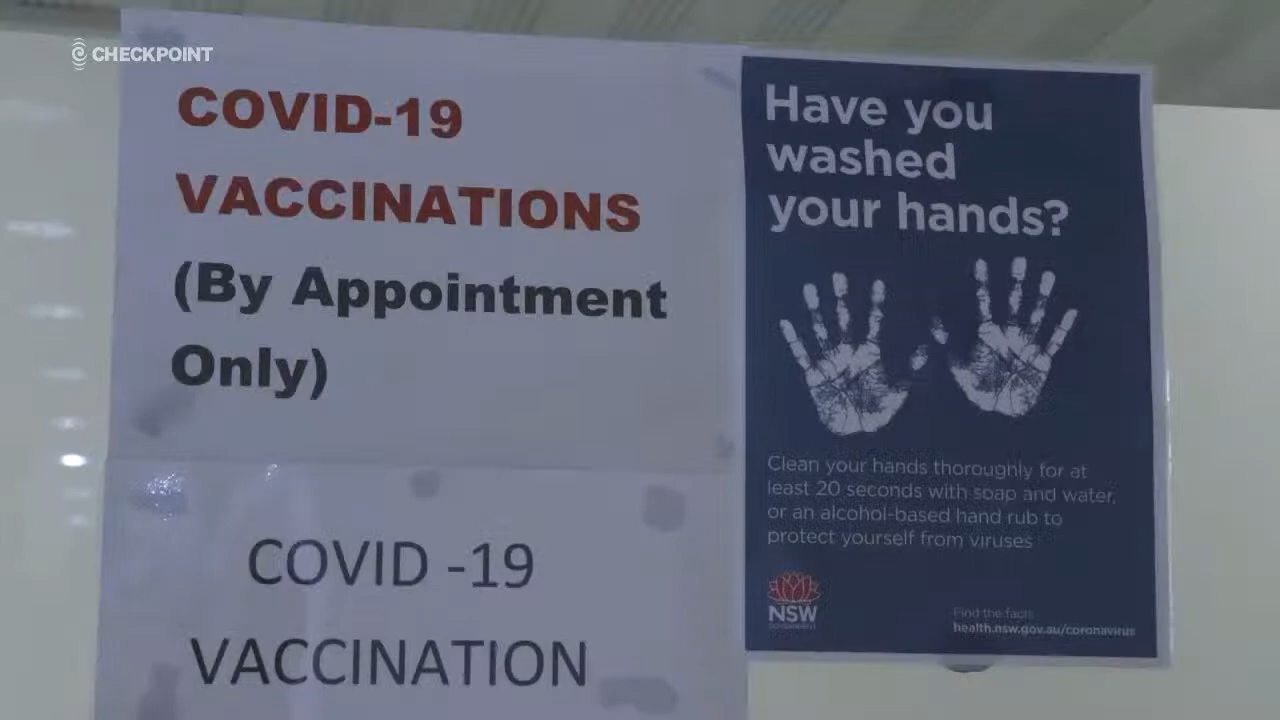 CHECKPOINT
COVID-19
VACCINATIONS
(By Appointment
Only)
COVID -19
VACCINATION
Have you
washed
your hands?
Clean your hands thoroughly for at
least 20 seconds with soap and water,
or an alcohol-based hand rub to
protect yourself from viruses
NSW
GOVERNMENT
Find the facts
health.nsw.gov.au/coronavirus